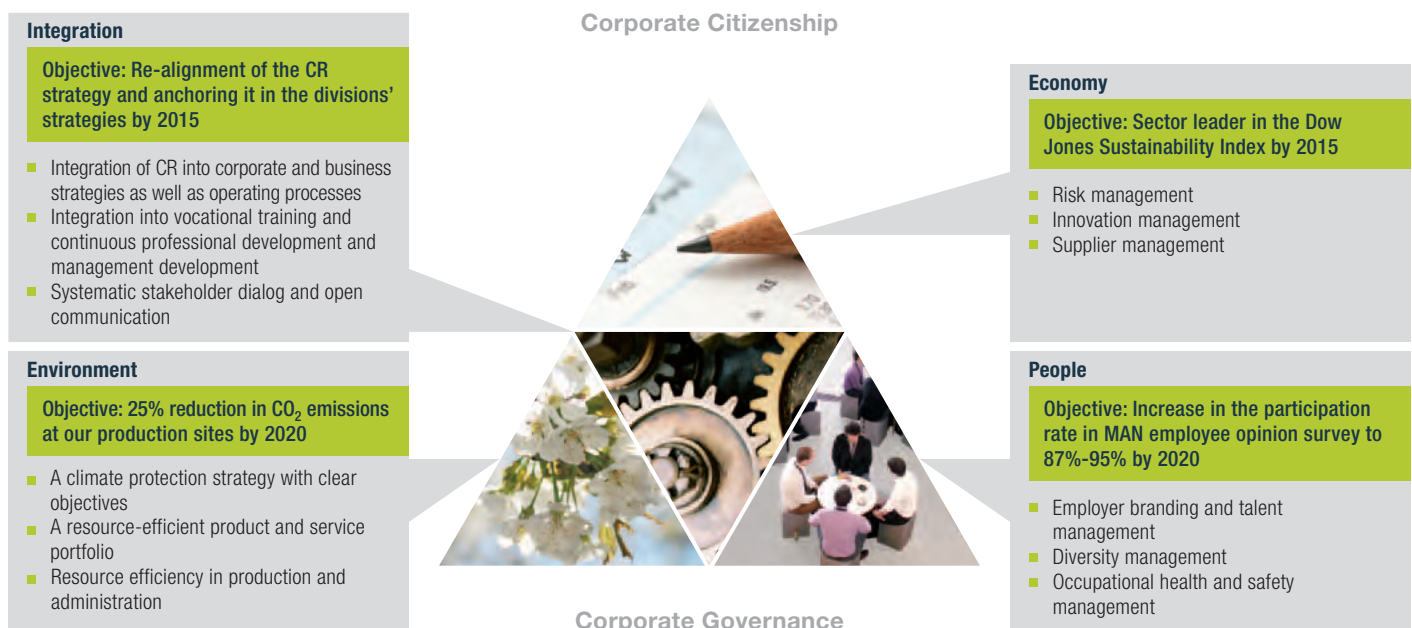 Corporate Citizenship
Integration
Objective: Re-alignment of the CR
strategy and anchoring it in the divisions’
strategies by 2015
■ Integration of CR into corporate and business
strategies as well as operating processes
■ Integration into vocational training and
continuous professional development and
management development
■ Systematic stakeholder dialog and open
communication
Economy
Objective: Sector leader in the Dow
Jones Sustainability Index by 2015
■ Risk management
■ Innovation management
■ Supplier management
Environment
Objective: 25% reduction in CO₂ emissions
at our production sites by 2020
■ A climate protection strategy with clear
objectives
■ A resource-efficient product and service
portfolio
■ Resource efficiency in production and
administration
People
Objective: Increase in the participation
rate in MAN employee opinion survey to
87%-95% by 2020
■ Employer branding and talent
management
■ Diversity management
■ Occupational health and safety
management
Corporate Governance